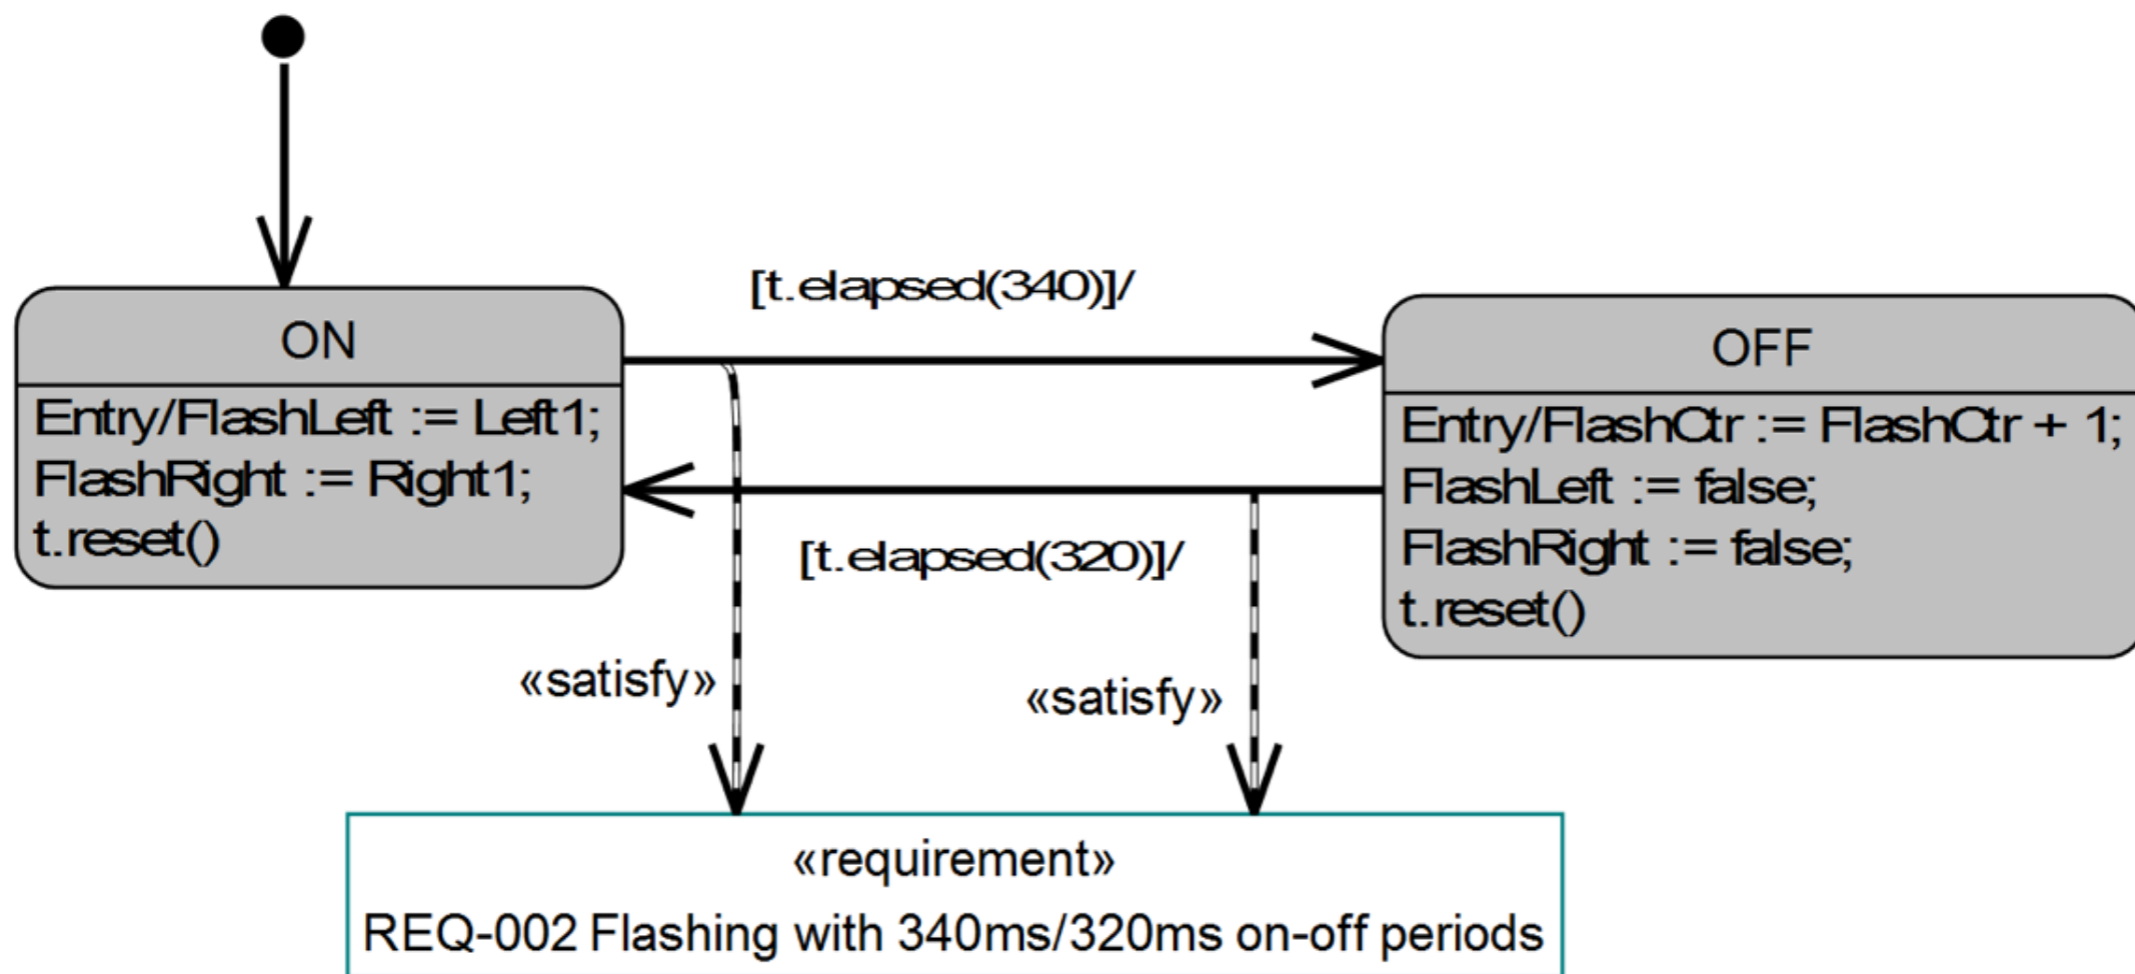 [t.elapsed(340)]/
ON
Entry/FlashLeft := Left1;
FlashRight := Right1;
t.reset()
OFF
Entry/FlashCtr := FlashCtr + 1;
FlashLeft := false;
FlashRight := false;
t.reset()
[t.elapsed(320)]/
«satisfy»
«satisfy»
«requirement»
REQ-002 Flashing with 340ms/320ms on-off periods